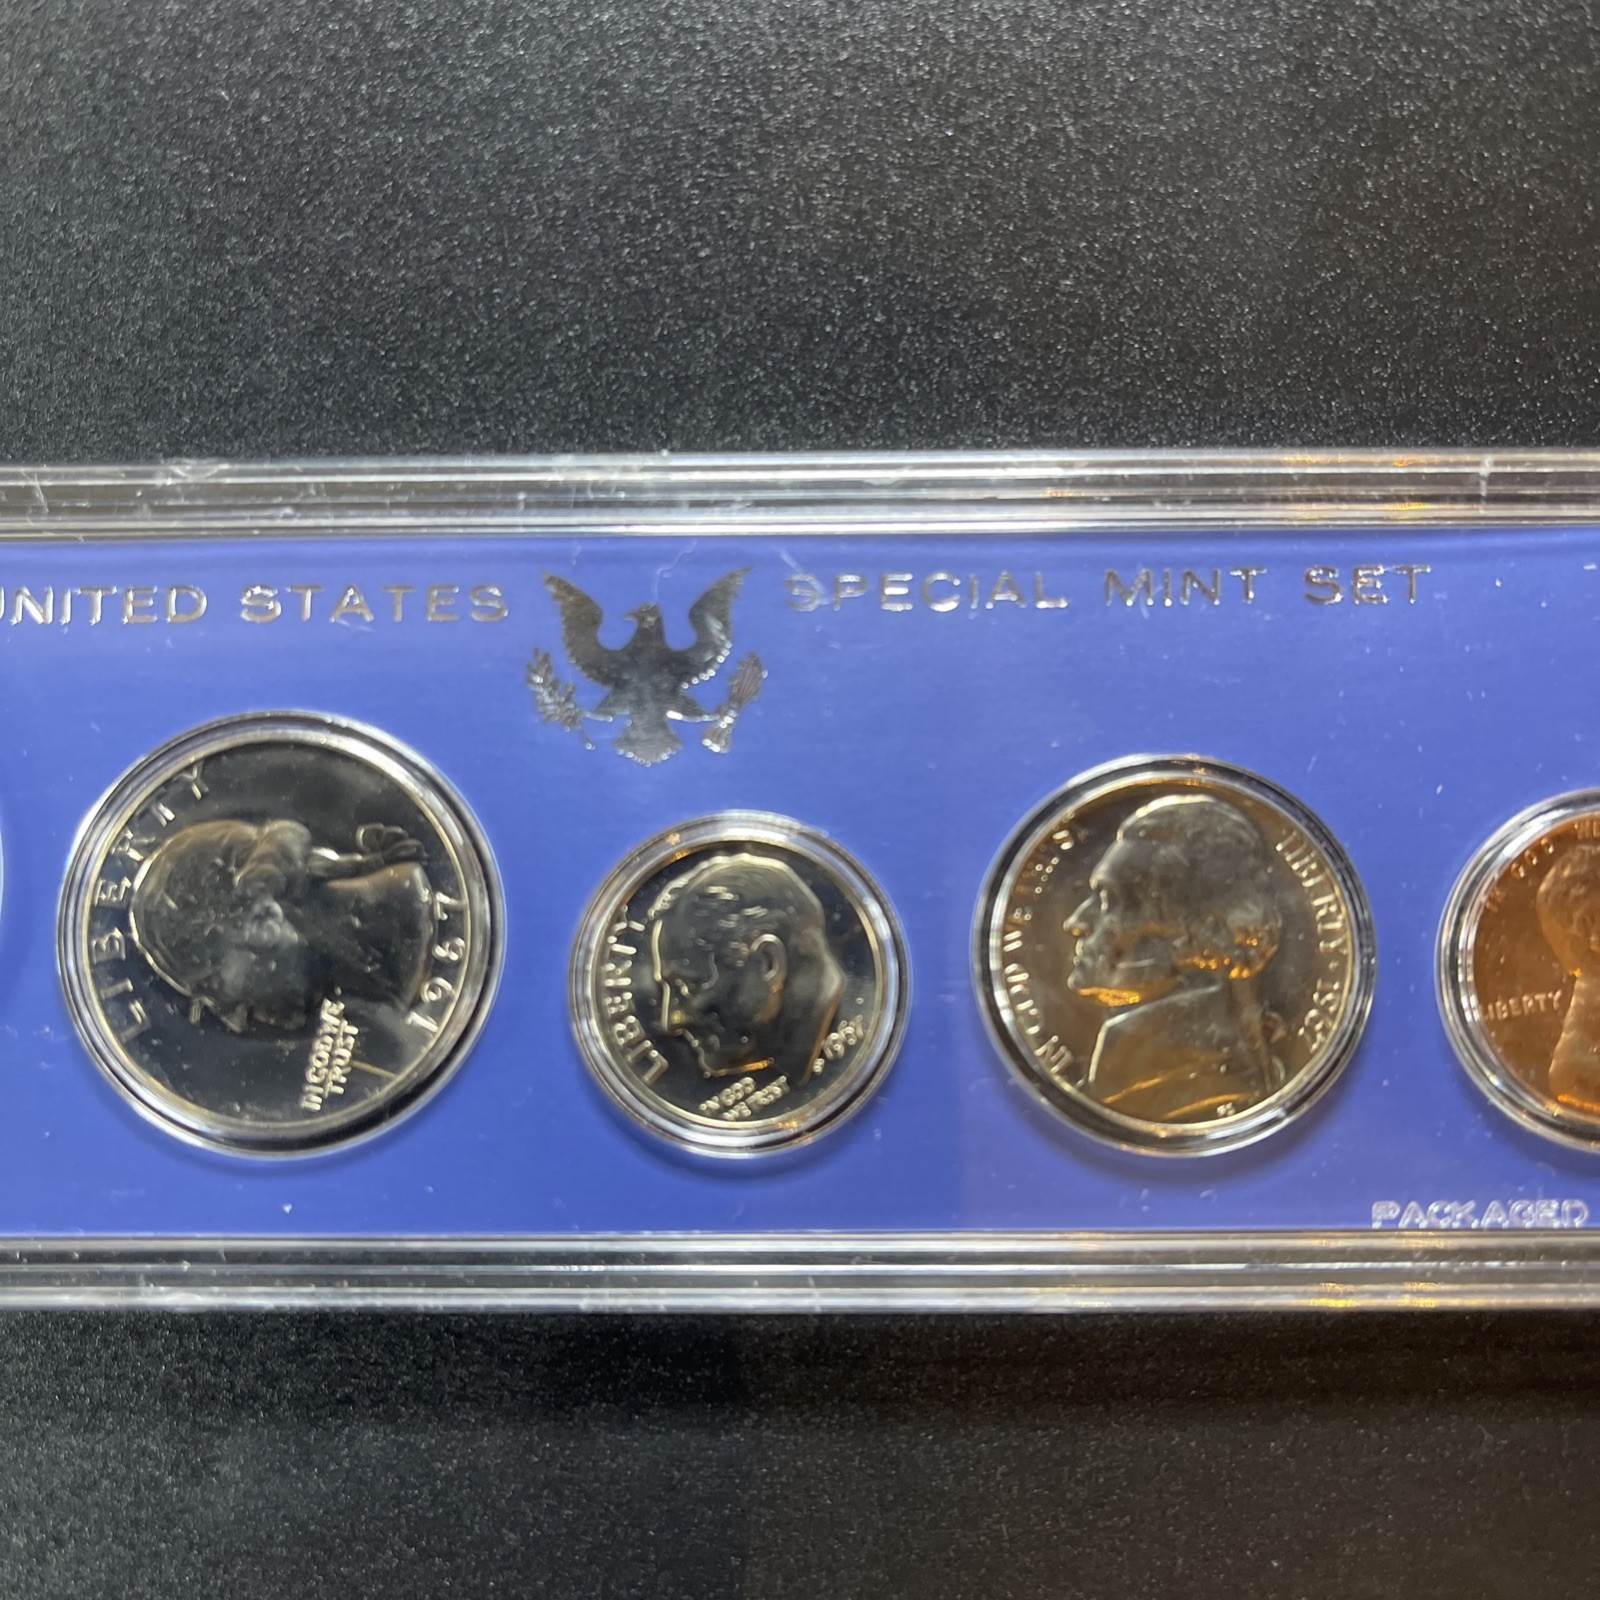 UNITED STATES SPECIAL MINT SET
LIBERTY
IN GOD WE
TRUST
1967
LIBERTY
IN GOD
WE TRUST
1967
IN GOD WE TRUST
LIBERTY · 1967
LIBERTY
PACKAGED